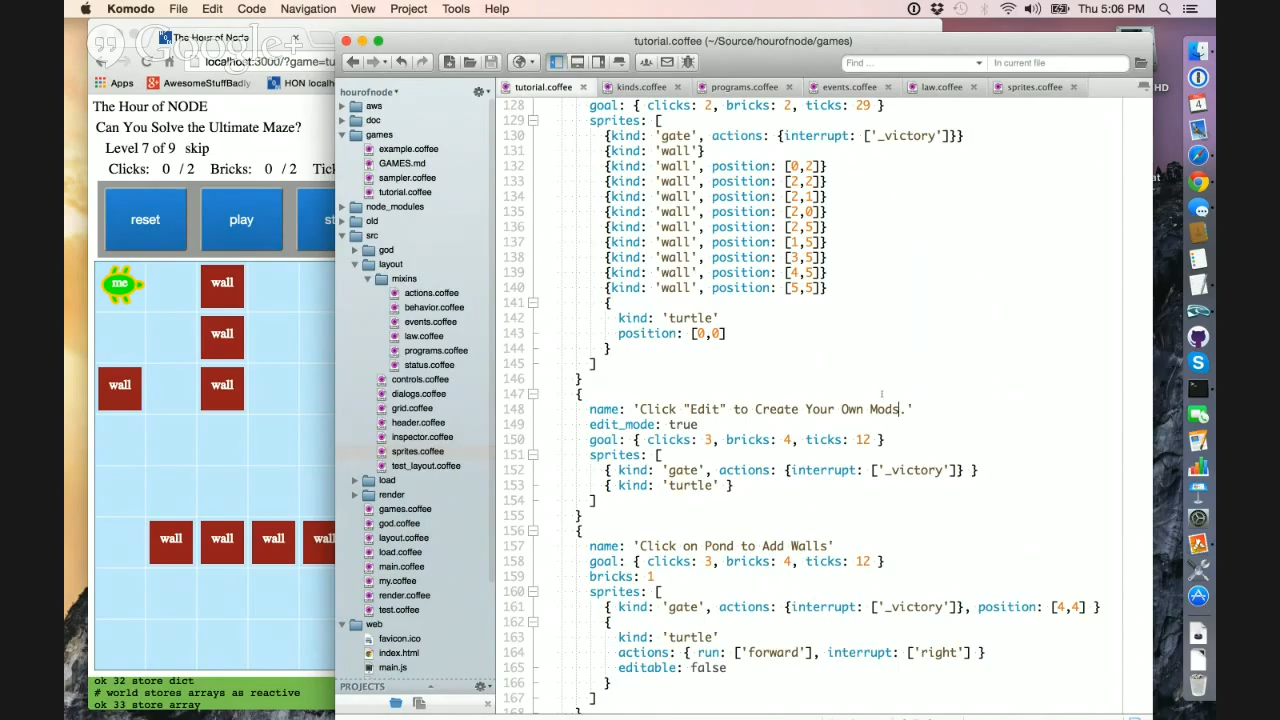 Komodo File Edit Code Navigation View Project Tools Help
Thu 5:06 PM
The Hour of Node
Google+
localhost:3000/?game=tu
Apps AwesomeStuffBadly HON localh
The Hour of NODE
Can You Solve the Ultimate Maze?
Level 7 of 9 skip
Clicks: 0 / 2 Bricks: 0 / 2 Tick
reset play st
me wall
wall
wall wall
wall wall wall wall
ok 32 store dict
# world stores arrays as reactive
ok 33 store array
tutorial.coffee (~/Source/hourofnode/games)
Find ... In current file
hourofnode
aws
doc
games
example.coffee
GAMES.md
sampler.coffee
tutorial.coffee
node_modules
old
src
god
layout
mixins
actions.coffee
behavior.coffee
events.coffee
law.coffee
programs.coffee
status.coffee
controls.coffee
dialogs.coffee
grid.coffee
header.coffee
inspector.coffee
sprites.coffee
test_layout.coffee
load
render
games.coffee
god.coffee
layout.coffee
load.coffee
main.coffee
my.coffee
render.coffee
test.coffee
web
favicon.ico
index.html
main.js
PROJECTS
tutorial.coffee kinds.coffee programs.coffee events.coffee law.coffee sprites.coffee
HD
128 goal: { clicks: 2, bricks: 2, ticks: 29 }
129 sprites: [
130 {kind: 'gate', actions: {interrupt: ['_victory']}}
131 {kind: 'wall'}
132 {kind: 'wall', position: [0,2]}
133 {kind: 'wall', position: [2,2]}
134 {kind: 'wall', position: [2,1]}
135 {kind: 'wall', position: [2,0]}
136 {kind: 'wall', position: [2,5]}
137 {kind: 'wall', position: [1,5]}
138 {kind: 'wall', position: [3,5]}
139 {kind: 'wall', position: [4,5]}
140 {kind: 'wall', position: [5,5]}
141 {
142 kind: 'turtle'
143 position: [0,0]
144 }
145 ]
146 }
147 {
148 name: 'Click "Edit" to Create Your Own Mods.'
149 edit_mode: true
150 goal: { clicks: 3, bricks: 4, ticks: 12 }
151 sprites: [
152 { kind: 'gate', actions: {interrupt: ['_victory']} }
153 { kind: 'turtle' }
154 ]
155 }
156 {
157 name: 'Click on Pond to Add Walls'
158 goal: { clicks: 3, bricks: 4, ticks: 12 }
159 bricks: 1
160 sprites: [
161 { kind: 'gate', actions: {interrupt: ['_victory']}, position: [4,4] }
162 {
163 kind: 'turtle'
164 actions: { run: ['forward'], interrupt: ['right'] }
165 editable: false
166 }
167 ]
168 }